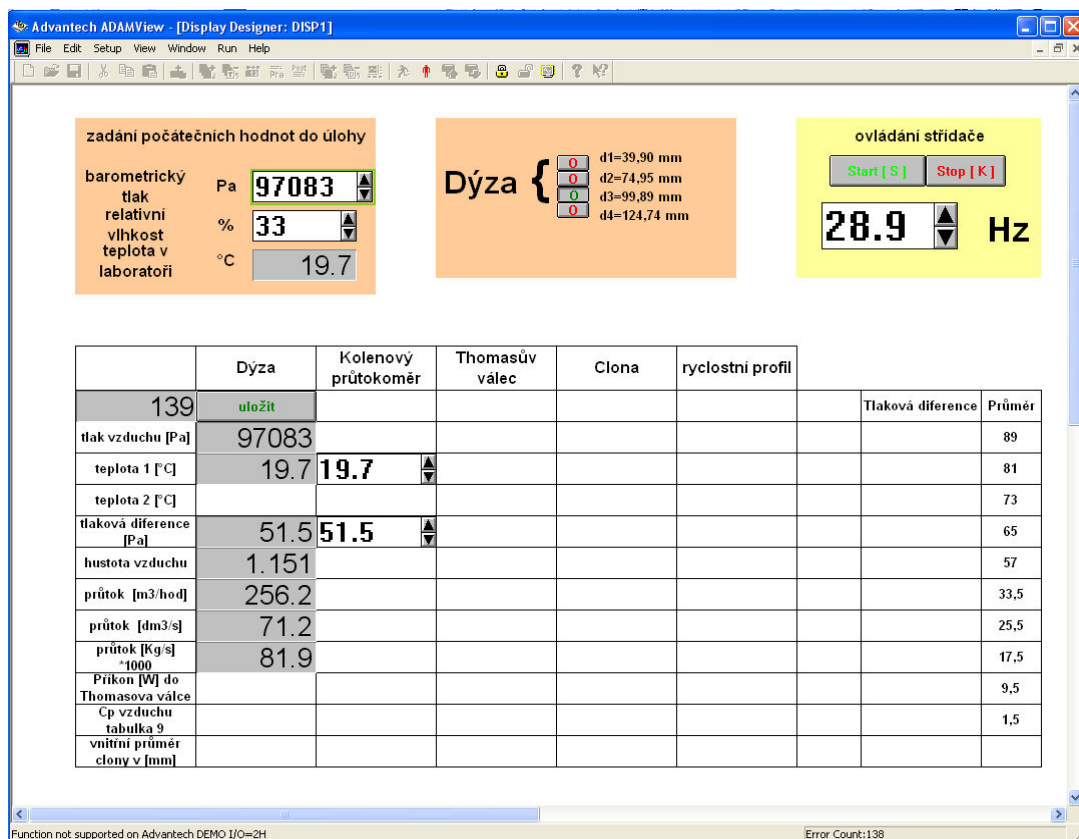 Advantech ADAMView - [Display Designer: DISP1]
File Edit Setup View Window Run Help
zadání počátečních hodnot do úlohy
barometrický
tlak
Pa
97083
relativní
vlhkost
%
33
teplota v
laboratoři
°C
19.7
Dýza {
O d1=39,90 mm
O d2=74,95 mm
O d3=99,89 mm
O d4=124,74 mm
ovládání střídače
Start [ S ] Stop [ K ]
28.9 Hz
Dýza
Kolenový
průtokoměr
Thomasův
válec
Clona
ryclostní profil
139 uložit Tlaková diference Průměr
tlak vzduchu [Pa] 97083 89
teplota 1 [°C] 19.7 19.7 81
teplota 2 [°C] 73
tlaková diference
[Pa]
51.5 51.5 65
hustota vzduchu 1.151 57
průtok [m3/hod] 256.2 33,5
průtok [dm3/s] 71.2 25,5
průtok [Kg/s]
*1000
81.9 17,5
Příkon [W] do
Thomasova válce
9,5
Cp vzduchu
tabulka 9
1,5
vnitřní průměr
clony v [mm]
Function not supported on Advantech DEMO I/O=2H Error Count:138